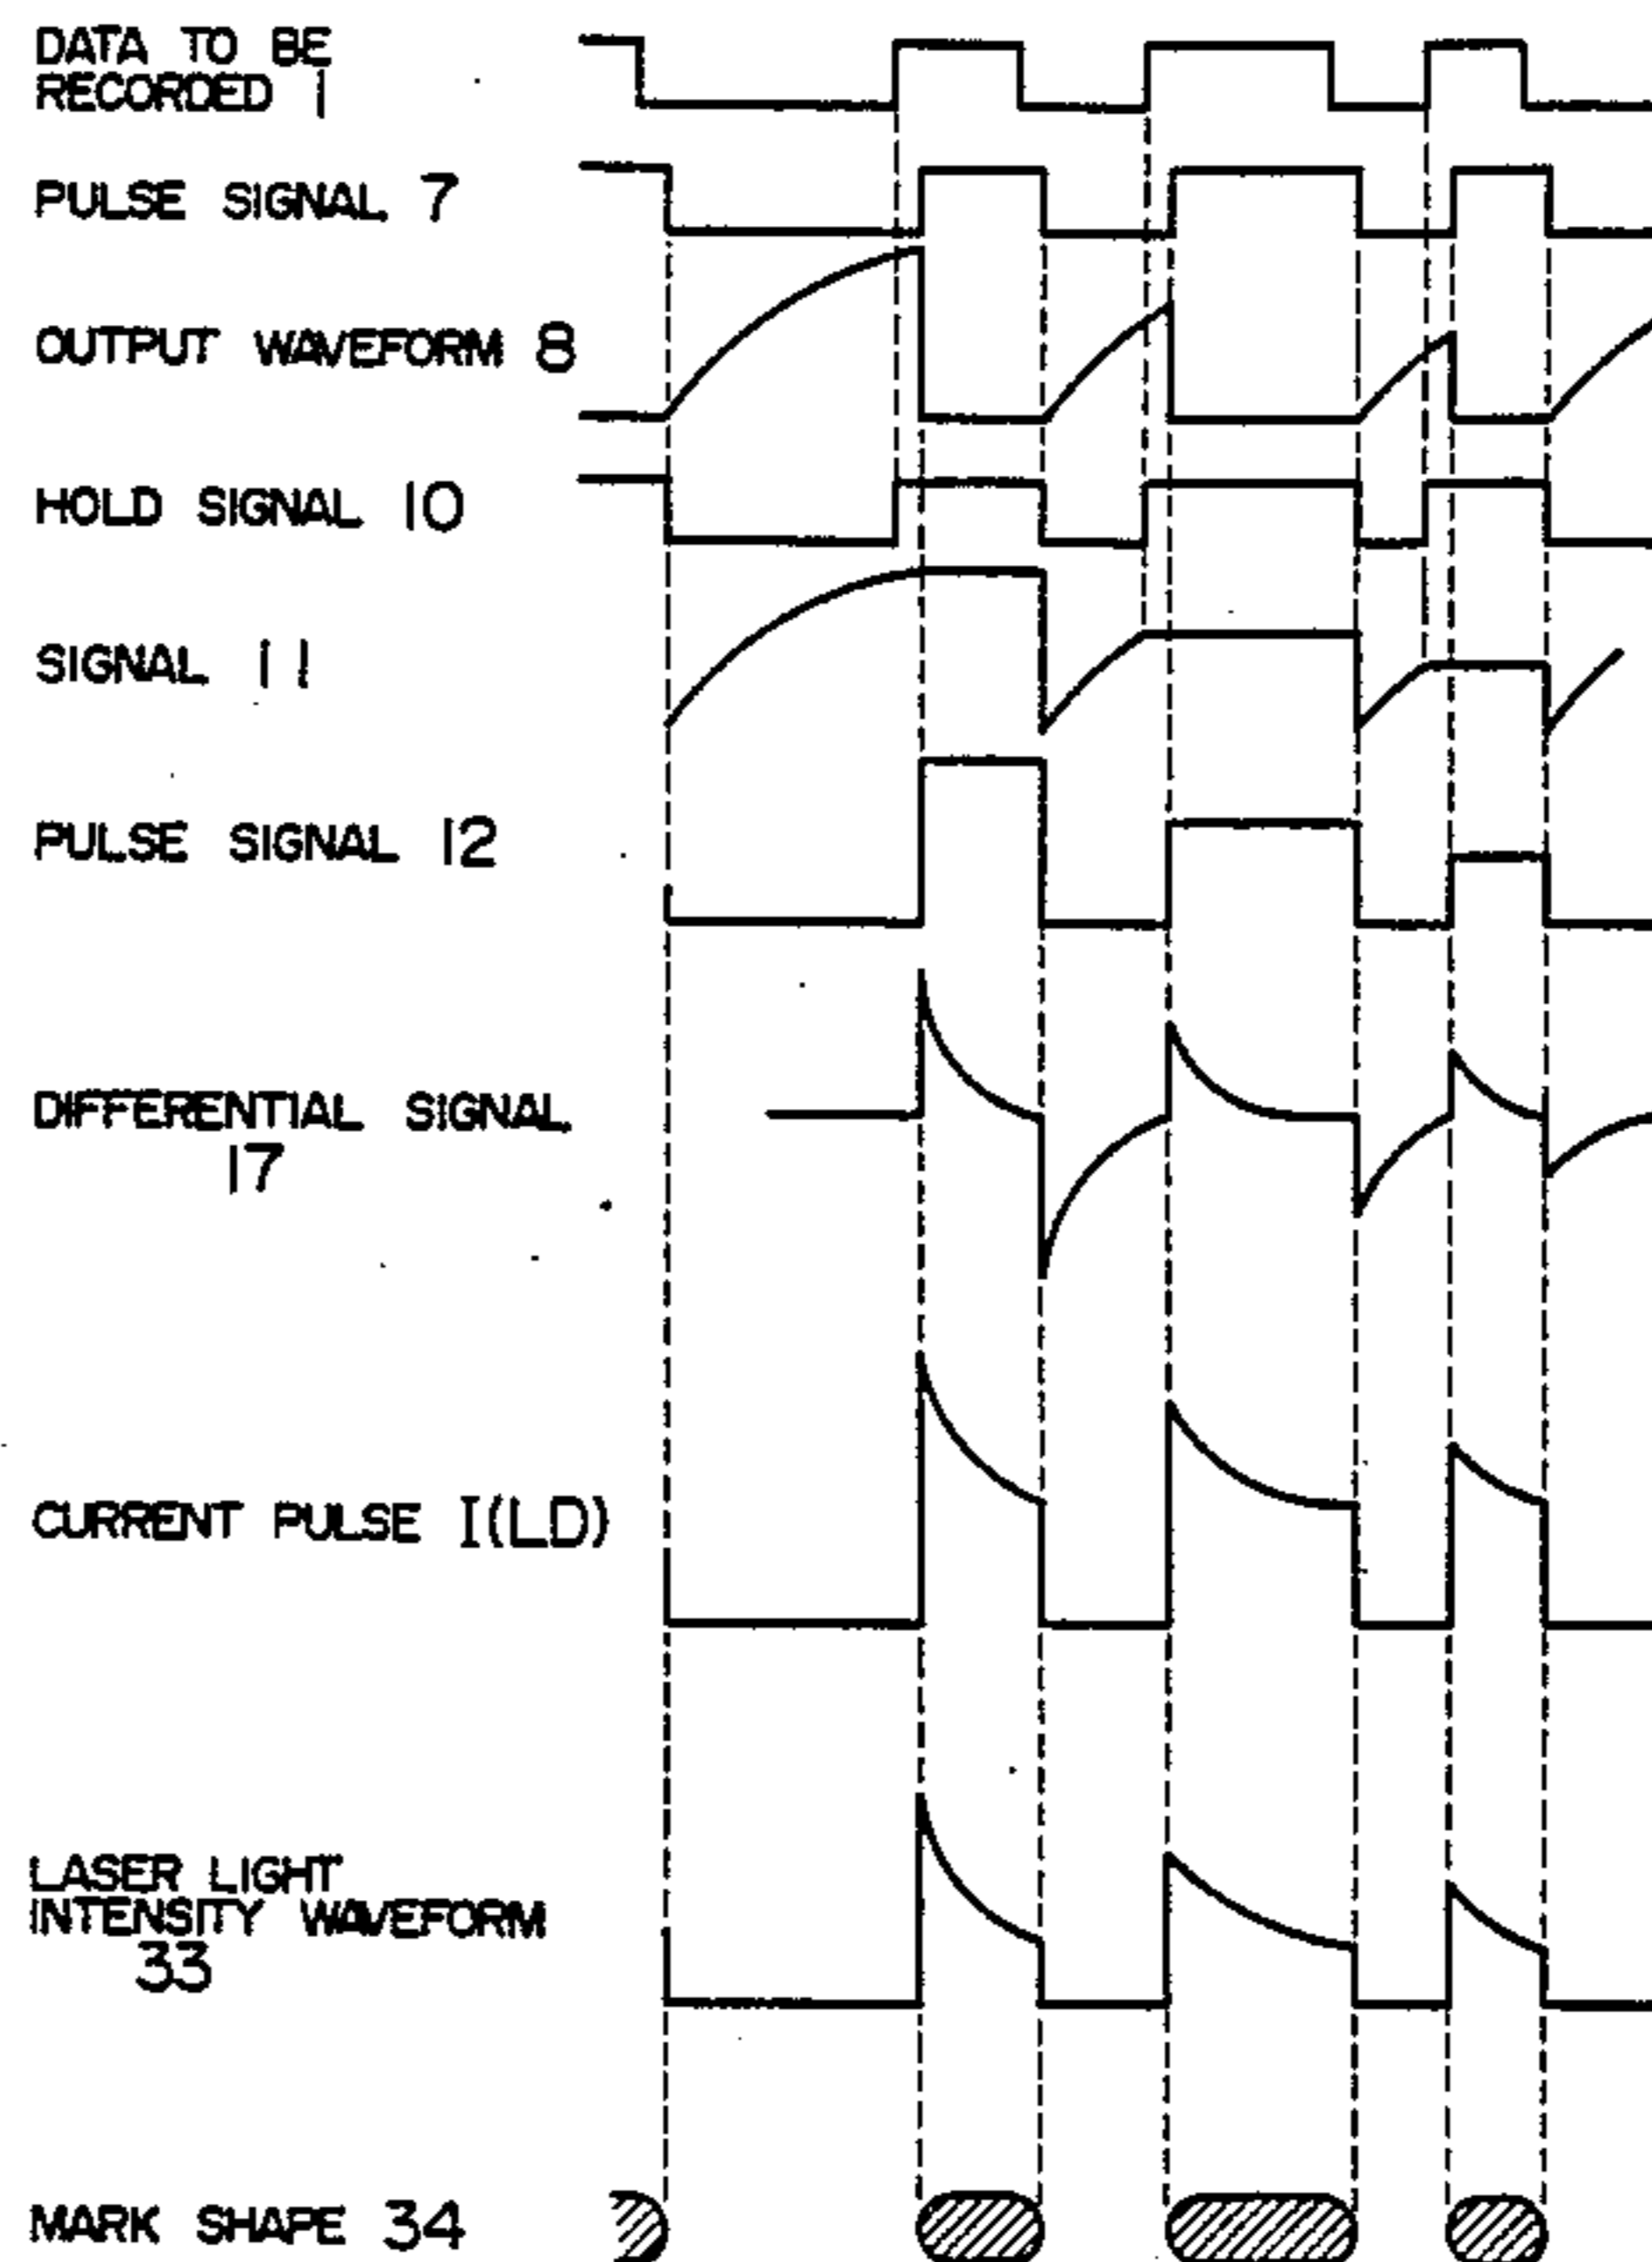 DATA TO BE
RECORDED 1
PULSE SIGNAL 7
OUTPUT WAVEFORM 8
HOLD SIGNAL 10
SIGNAL 11
PULSE SIGNAL 12
DIFFERENTIAL SIGNAL
17
CURRENT PULSE I(LD)
LASER LIGHT
INTENSITY WAVEFORM
33
MARK SHAPE 34